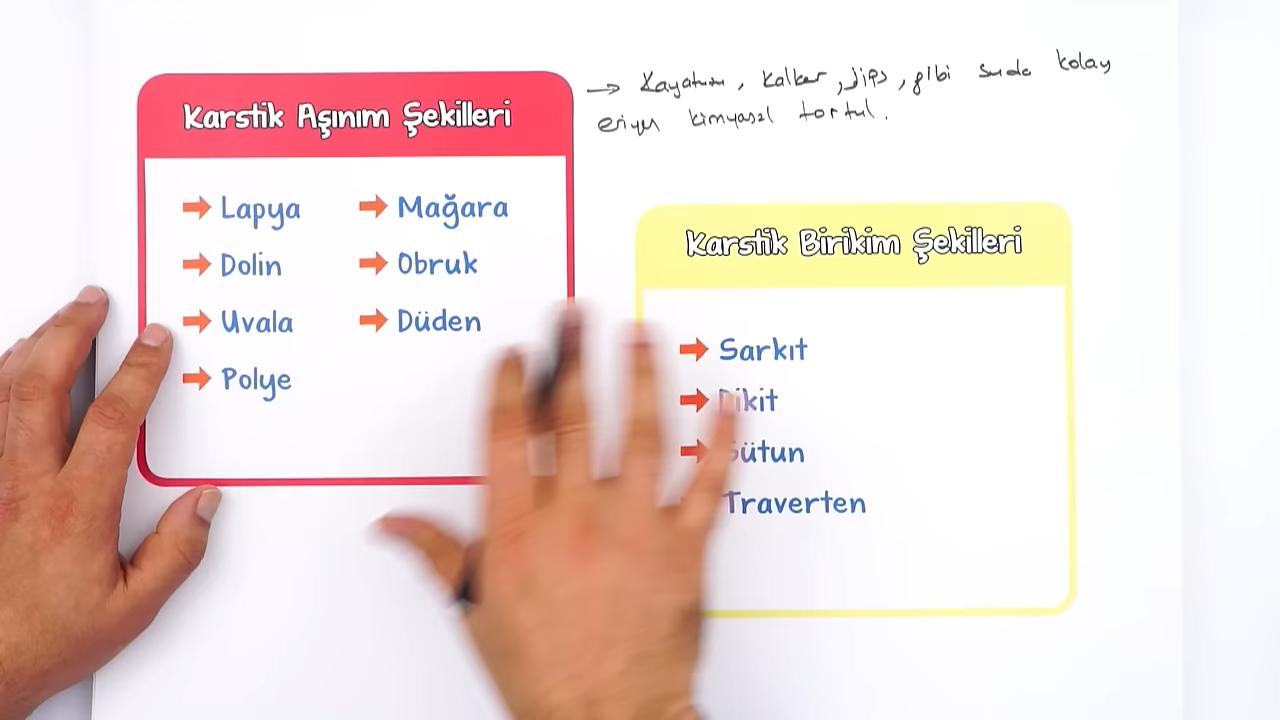 Karstik Aşınım Şekilleri
Lapya
Dolin
Uvala
Polye
Mağara
Obruk
Düden
→ Kayatuzu, kalker, jips, gibi suda kolay
eriyen kimyasal tortul.
Karstik Birikim Şekilleri
Sarkıt
Dikit
Sütun
Traverten